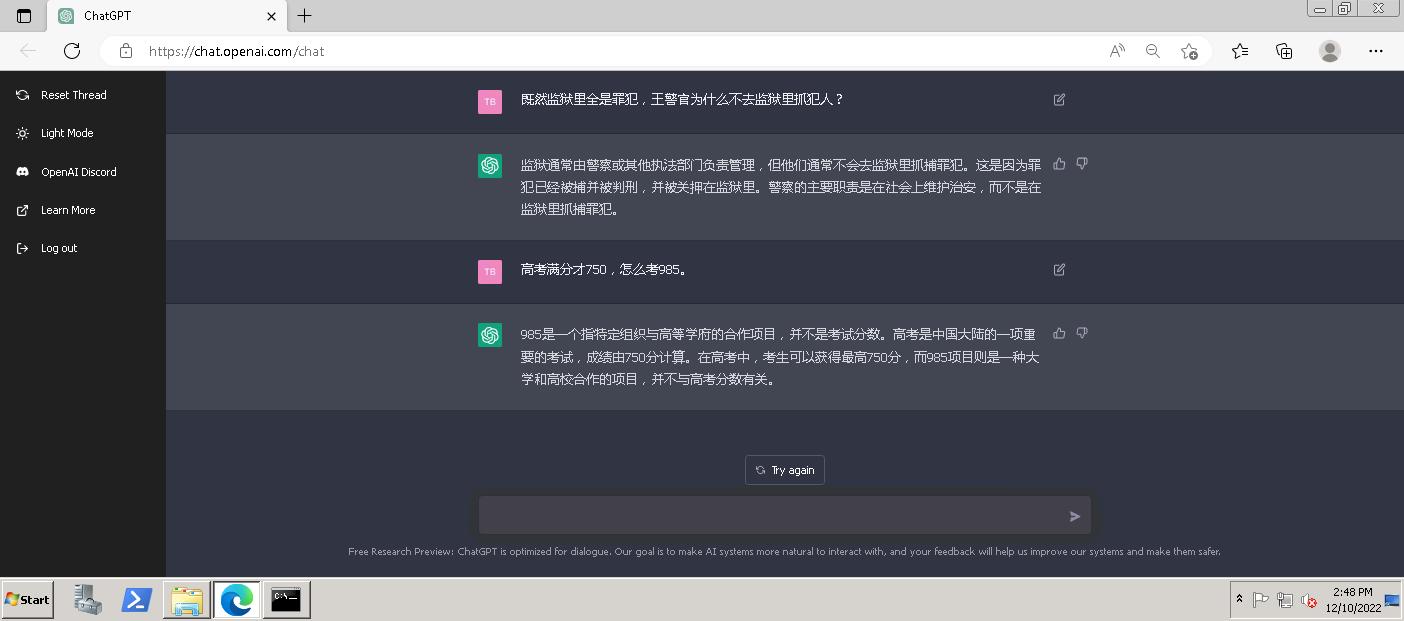 ChatGPT
https://chat.openai.com/chat
Reset Thread
Light Mode
OpenAI Discord
Learn More
Log out
TB
既然监狱里全是罪犯，王警官为什么不去监狱里抓犯人？
监狱通常由警察或其他执法部门负责管理，但他们通常不会去监狱里抓捕罪犯。这是因为罪
犯已经被捕并被判刑，并被关押在监狱里。警察的主要职责是在社会上维护治安，而不是在
监狱里抓捕罪犯。
TB
高考满分才750，怎么考985。
985是一个指特定组织与高等学府的合作项目，并不是考试分数。高考是中国大陆的一项重
要的考试，成绩由750分计算。在高考中，考生可以获得最高750分，而985项目则是一种大
学和高校合作的项目，并不与高考分数有关。
Try again
Free Research Preview: ChatGPT is optimized for dialogue. Our goal is to make AI systems more natural to interact with, and your feedback will help us improve our systems and make them safer.
Start
C:\_
2:48 PM
12/10/2022